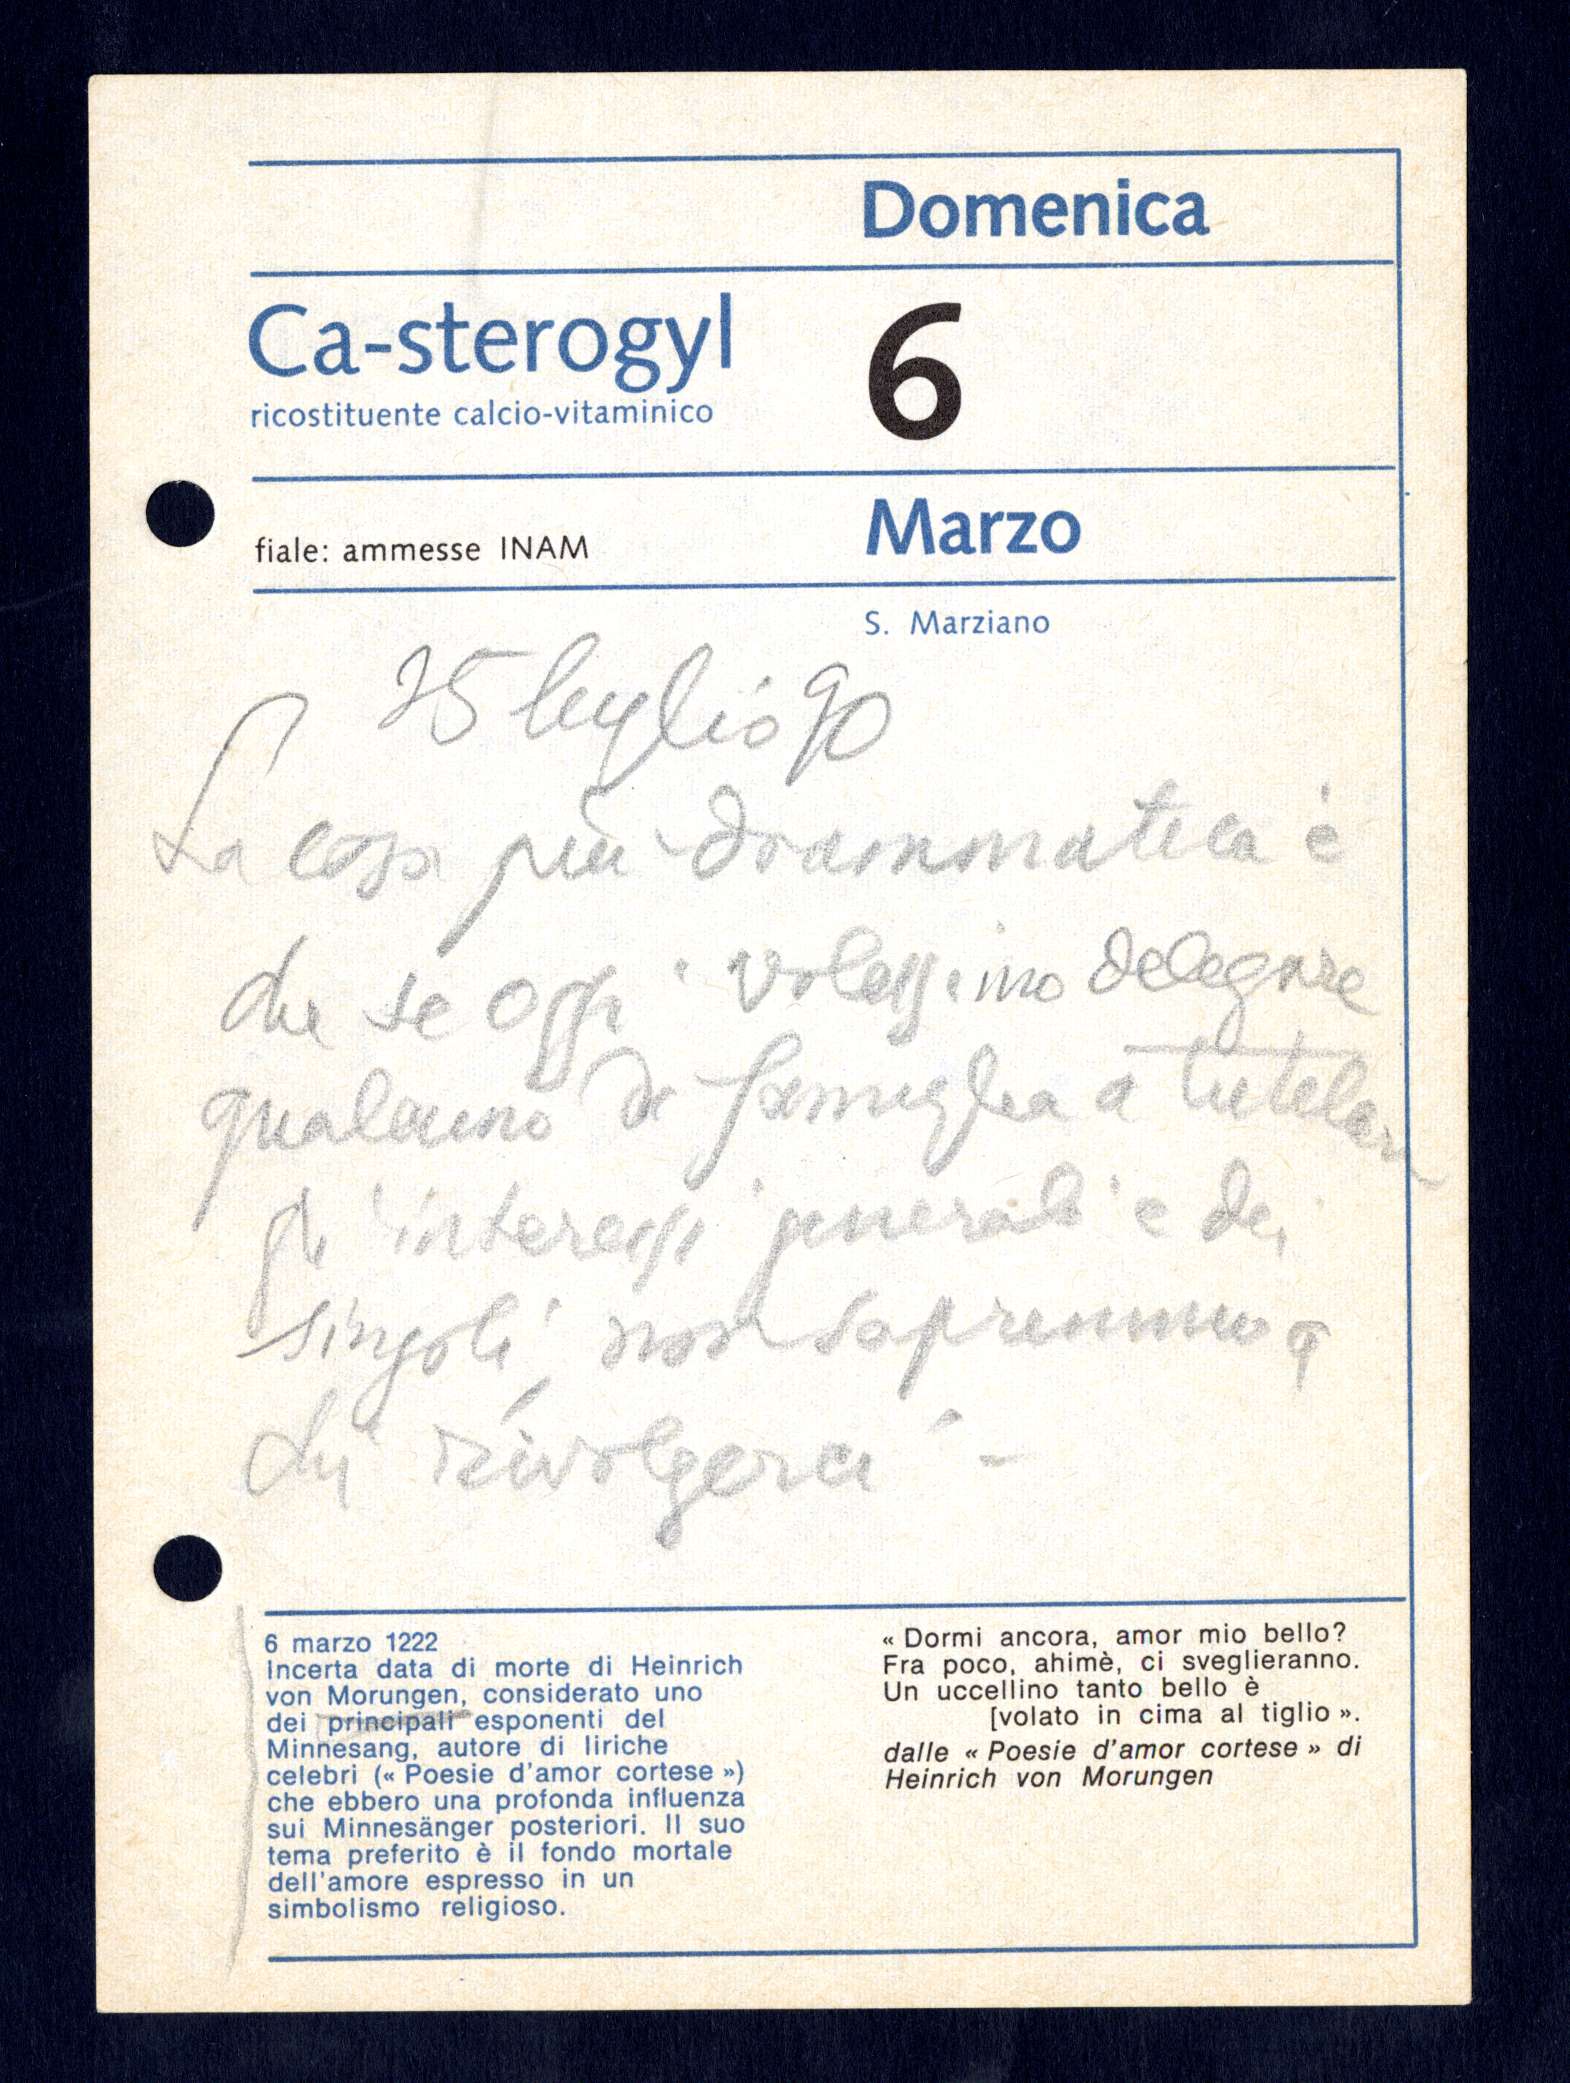 Domenica
Ca-sterogyl
6
ricostituente calcio-vitaminico
fiale: ammesse INAM
Marzo
S. Marziano
25 luglio 90
La cosa più drammatica è
che se oggi volessimo delegare
qualcuno di famiglia a tutelare
gli interessi generali e dei
singoli non sapremmo a
chi rivolgerci -
6 marzo 1222
Incerta data di morte di Heinrich
von Morungen, considerato uno
dei principali esponenti del
Minnesang, autore di liriche
celebri (« Poesie d'amor cortese »)
che ebbero una profonda influenza
sui Minnesänger posteriori. Il suo
tema preferito è il fondo mortale
dell'amore espresso in un
simbolismo religioso.
« Dormi ancora, amor mio bello?
Fra poco, ahimè, ci sveglieranno.
Un uccellino tanto bello è
[volato in cima al tiglio ».
dalle « Poesie d'amor cortese » di
Heinrich von Morungen